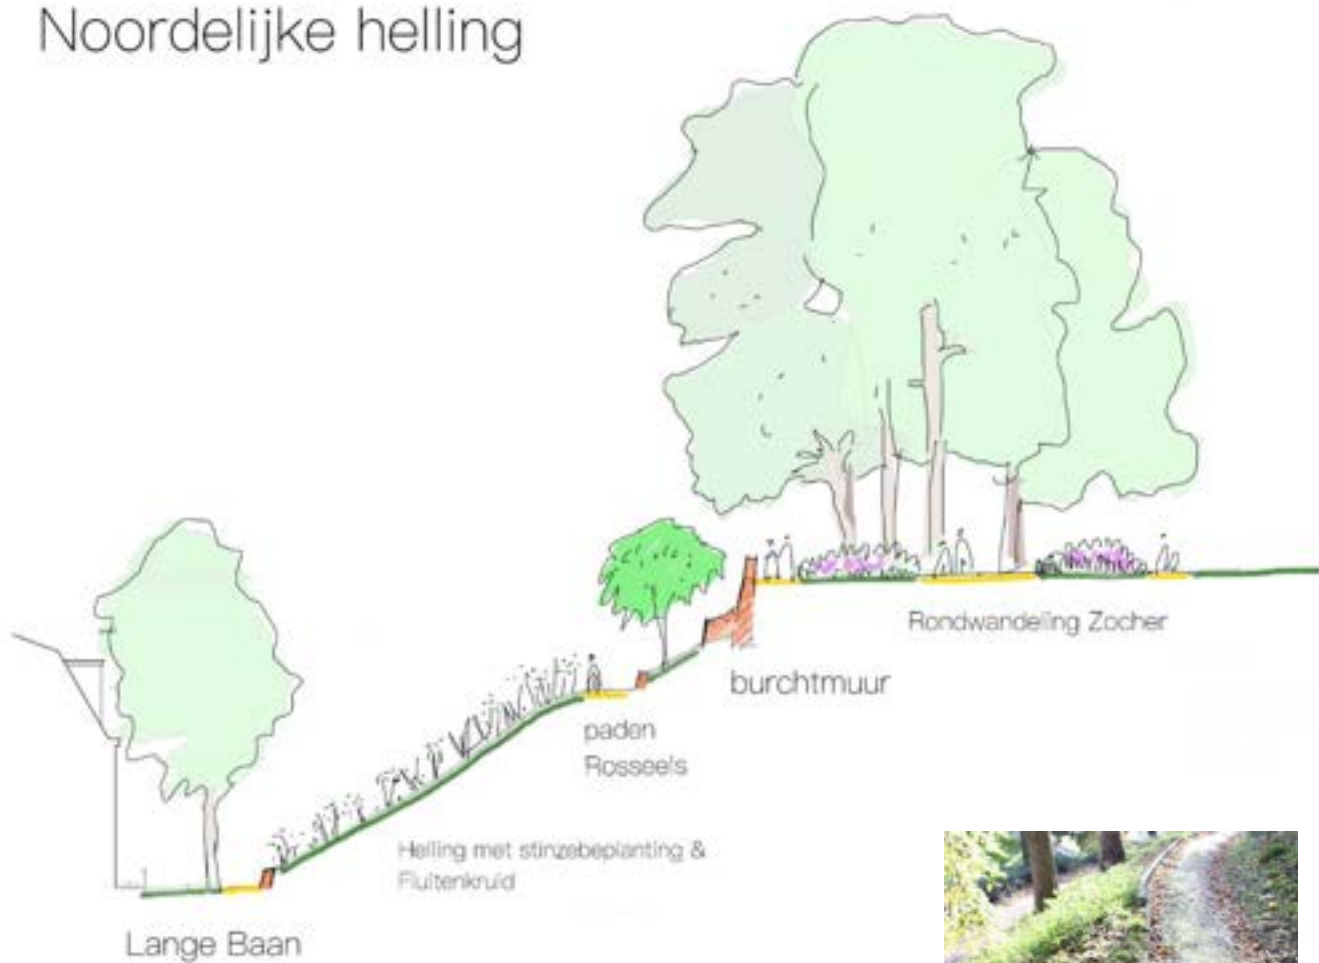 Noordelijke helling
Rondwandeling Zocher
burchtmuur
paden
Rosseels
Helling met stinzebeplanting &
Fluitenkruid
Lange Baan